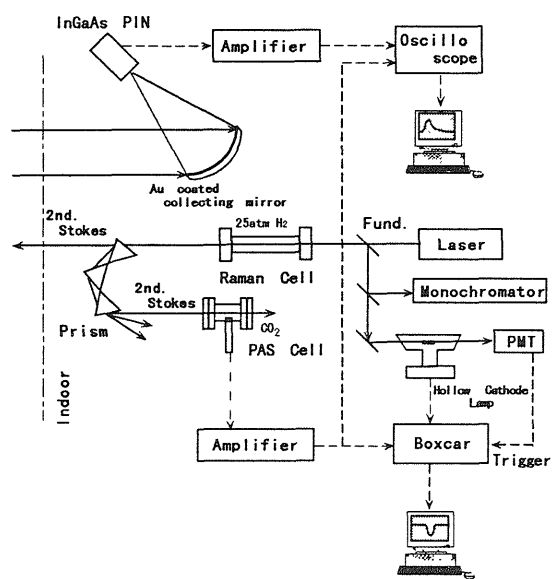 InGaAs PIN
Amplifier
Oscillo
scope
Au coated
collecting mirror
2nd.
Stokes
25atm H₂
Fund.
Laser
Raman Cell
Monochromator
2nd.
Stokes
Prism
CO₂
PAS Cell
PMT
Hollow Cathode
Lamp
Indoor
Amplifier
Boxcar
Trigger